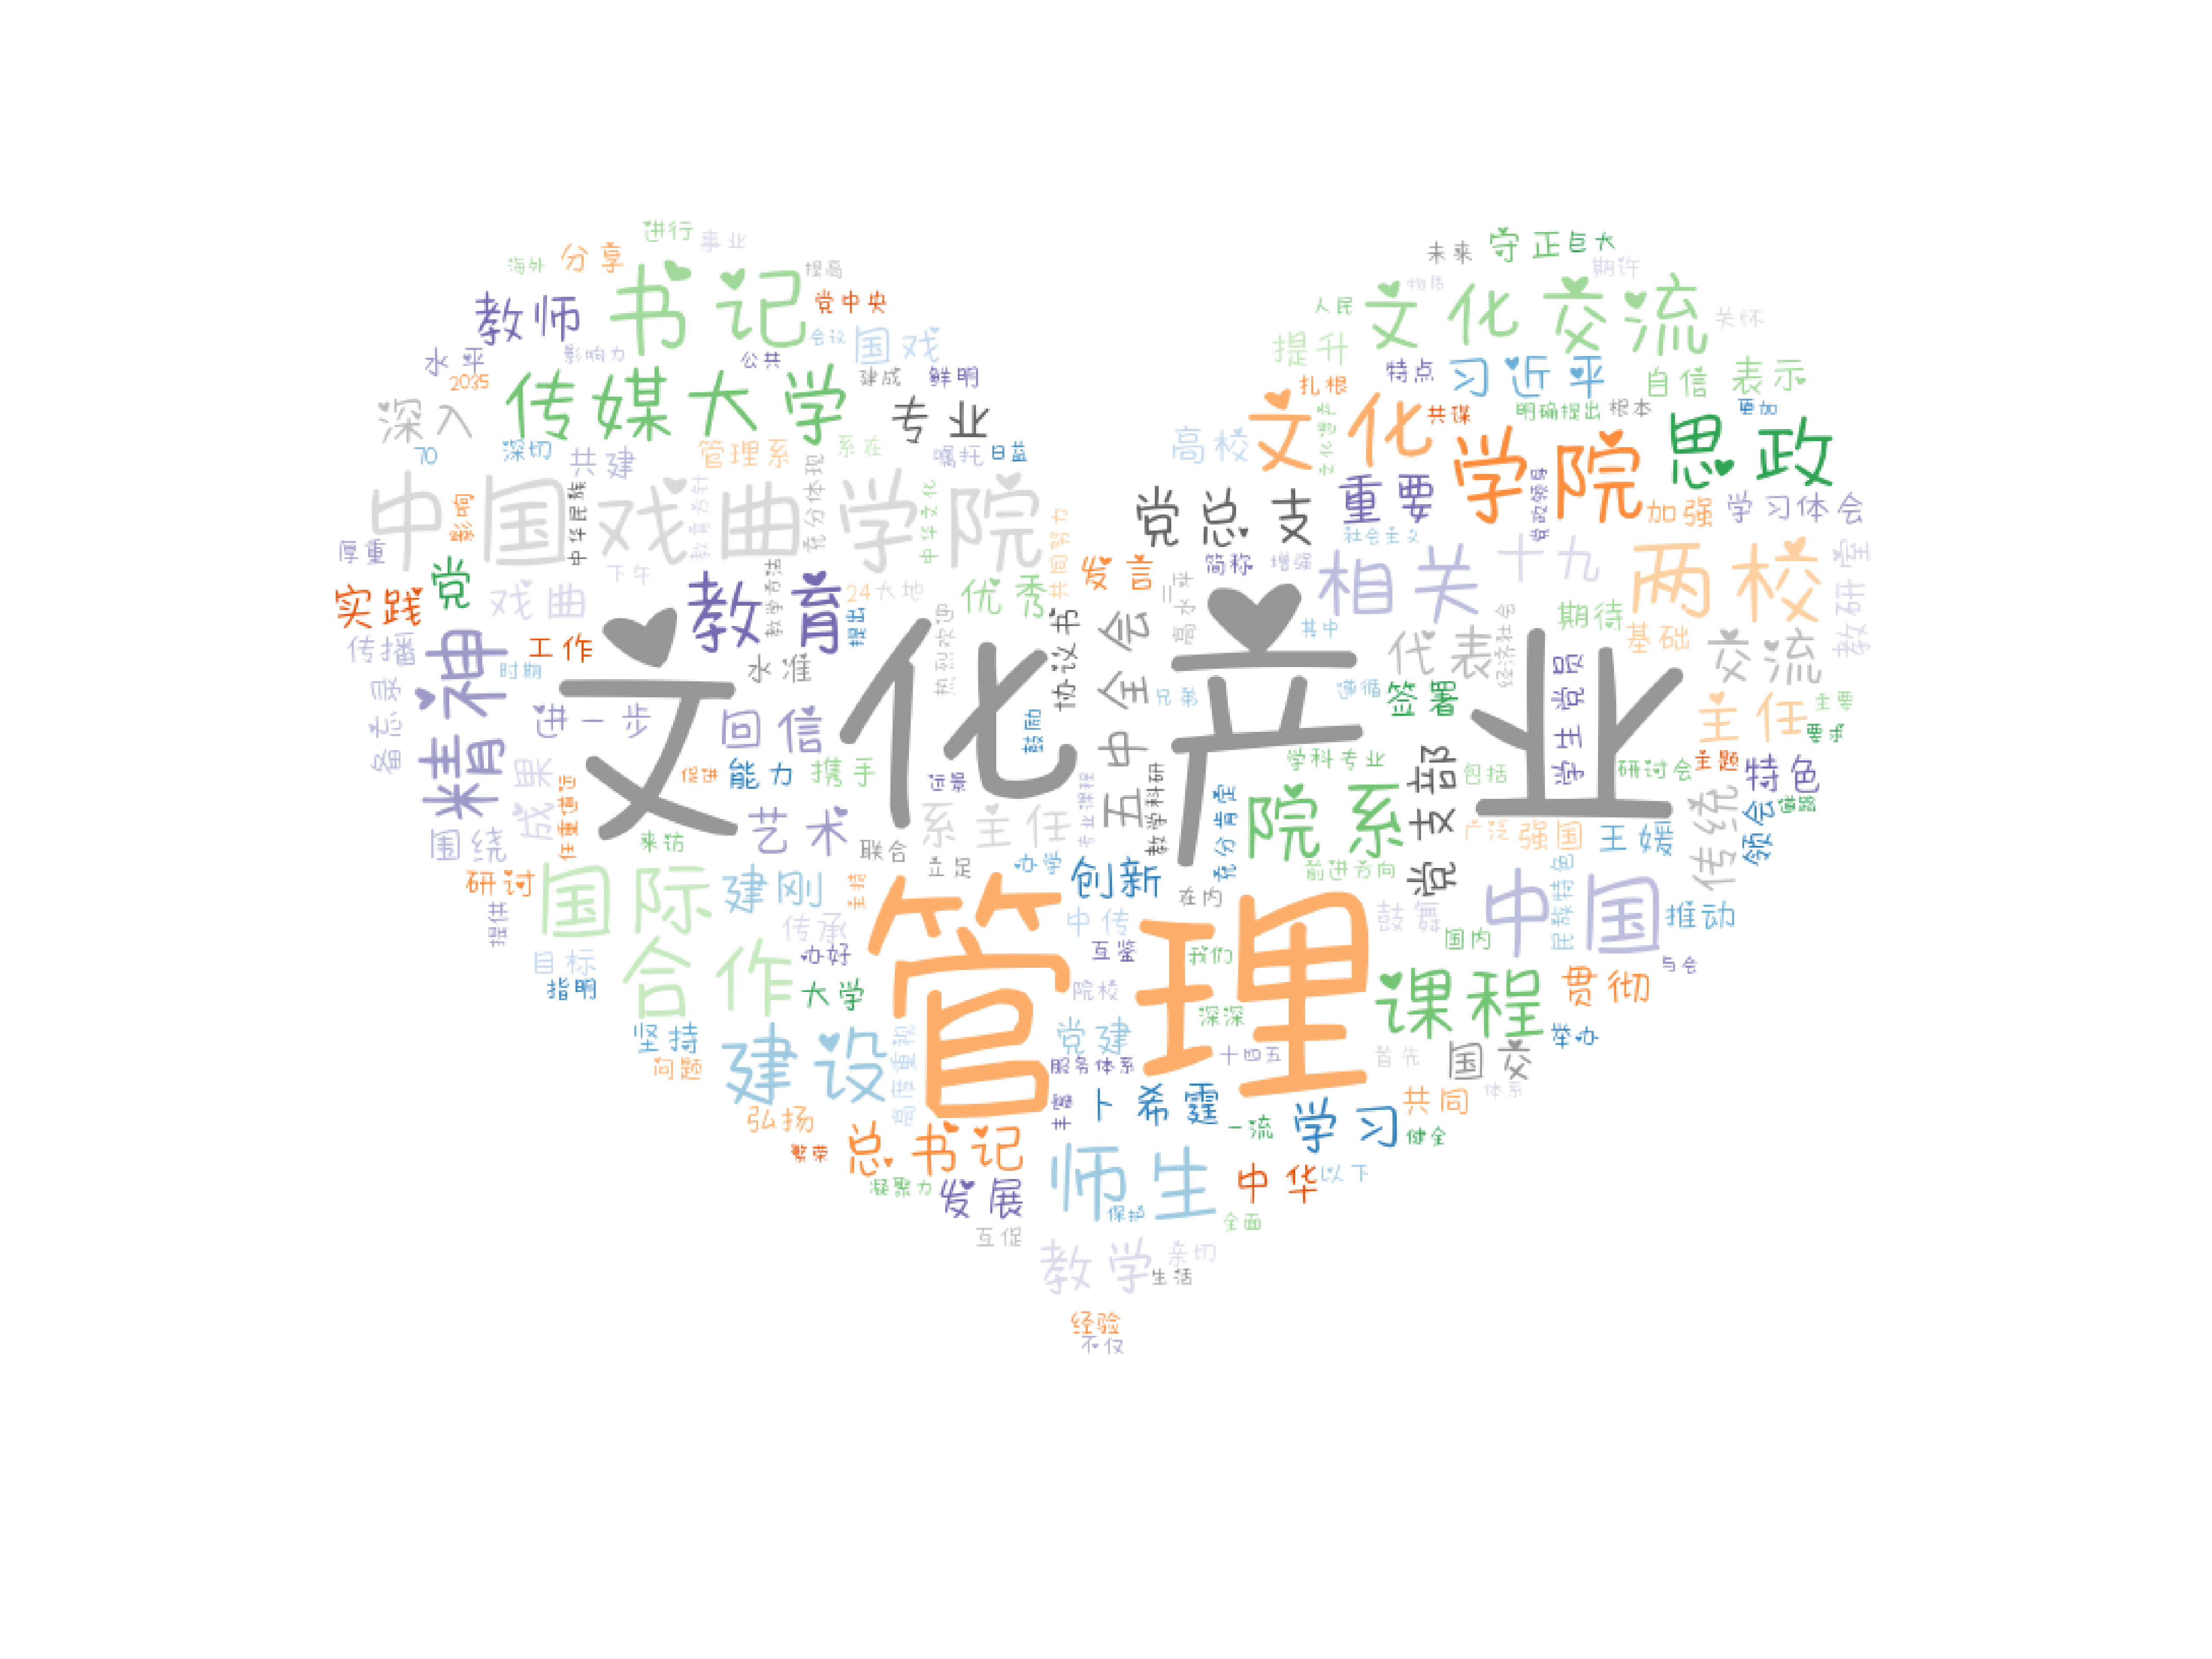 进行
事业
海外
分享
提高
书记
教师
党中央
会议
国戏
水平
影响力
公共
2035
建成
鲜明
传媒大学
专业
深入
70
深切
共建
管理系
系在
嘱托
日益
未来
守正
巨大
期许
物质
人民
文化交流
关怀
提升
特点
习近平
自信
表示
扎根
文化
共谋
明确提出
根本
更加
高校
文化遗产
学院
思政
中国戏曲学院
影响
中华民族
教育方针
充分体现
中华文化
共同努力
党总支
重要
党政领导
加强
学习体会
社会主义
厚重
党
下午
实践
戏曲
教育
教学方法
24
大地
优秀
发言
简称
增强
相关
十九
两校
教研室
二
高水平
提出
传播
精神
工作
时期
水准
热烈欢迎
协议书
五中全会
其中
代表
经济社会
期待
基础
交流
备忘录
进一步
回信
文化产业
鼓励
兄弟
遵循
签署
学生党员
主任
主要
要求
成果
促进
能力
携手
远景
专业课程
教学科研
学科专业
党支部
包括
研讨会
主题
特色
任重道远
围绕
来访
艺术
联合
系主任
充分肯定
院系
广泛
强国
王媛
传统
领会
道路
研讨
国际
建刚
主持
立足
办学
创新
在内
前进方向
中国
民族特色
推动
提供
传承
中传
鼓舞
国内
与会
目标
合作
办好
管理
互鉴
我们
指明
大学
院校
课程
贯彻
深深
坚持
建设
高度重视
党建
十四五
首先
国交
举办
问题
服务体系
体系
弘扬
丰富
卜希霆
一流
学习
共同
健全
繁荣
总书记
师生
中华
以下
凝聚力
发展
保护
全面
互促
教学
亲切
生活
经验
不仅